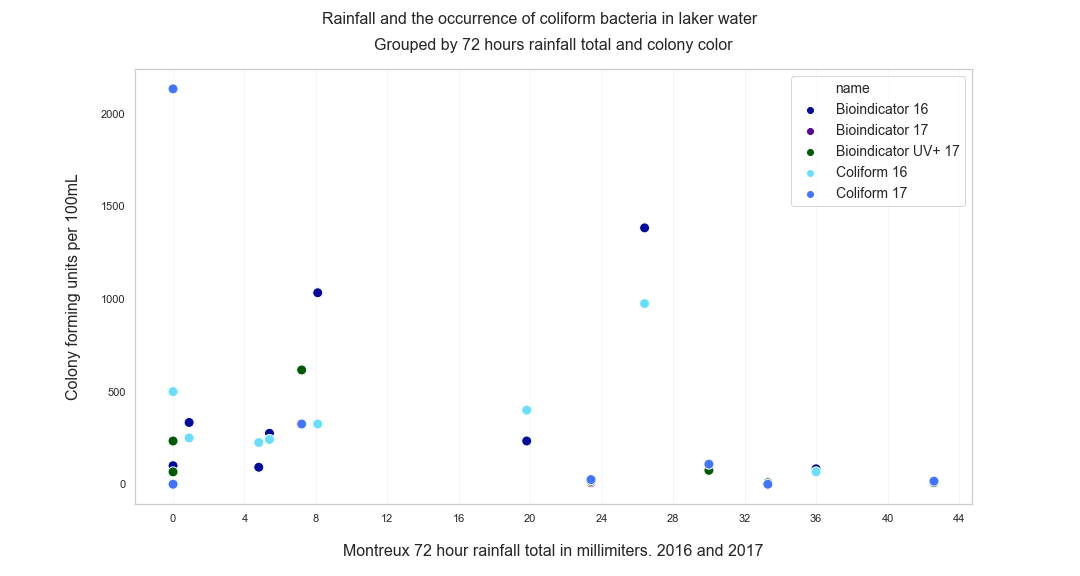 Rainfall and the occurrence of coliform bacteria in laker water
Grouped by 72 hours rainfall total and colony color
name
Bioindicator 16
Bioindicator 17
Bioindicator UV+ 17
Coliform 16
Coliform 17
Colony forming units per 100mL
2000
1500
1000
500
0
0 4 8 12 16 20 24 28 32 36 40 44
Montreux 72 hour rainfall total in millimiters. 2016 and 2017